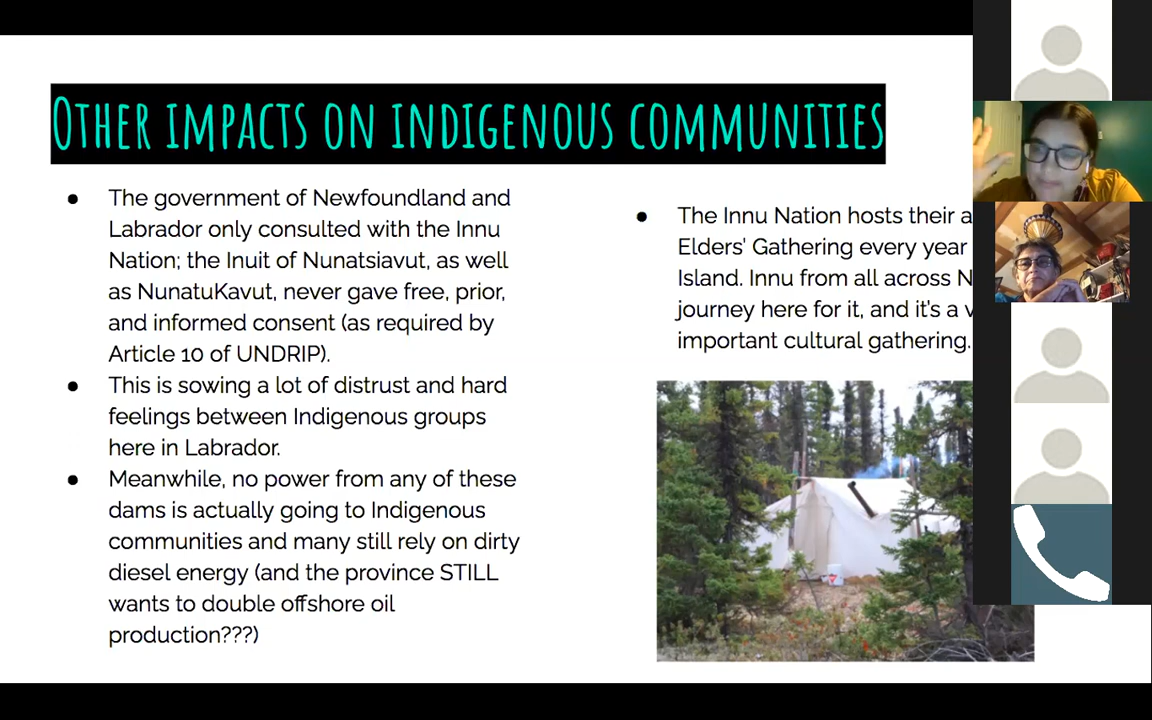 Other impacts on indigenous communities
● The government of Newfoundland and
Labrador only consulted with the Innu
Nation; the Inuit of Nunatsiavut, as well
as NunatuKavut, never gave free, prior,
and informed consent (as required by
Article 10 of UNDRIP).
● This is sowing a lot of distrust and hard
feelings between Indigenous groups
here in Labrador.
● Meanwhile, no power from any of these
dams is actually going to Indigenous
communities and many still rely on dirty
diesel energy (and the province STILL
wants to double offshore oil
production???)
● The Innu Nation hosts their
Elders' Gathering every year
Island. Innu from all across
journey here for it, and it's a
important cultural gathering.